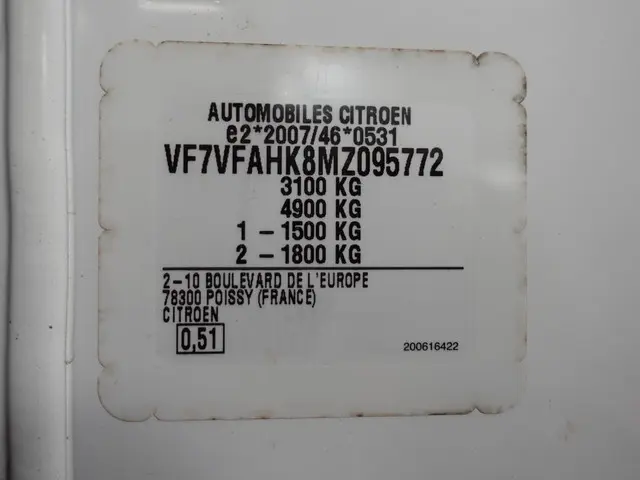 AUTOMOBILES CITROEN
e2*2007/46*0531
VF7VFAHK8MZ095772
3100 KG
4900 KG
1 - 1500 KG
2 - 1800 KG
2-10 BOULEVARD DE L'EUROPE
78300 POISSY (FRANCE)
CITROEN
0,51
200616422